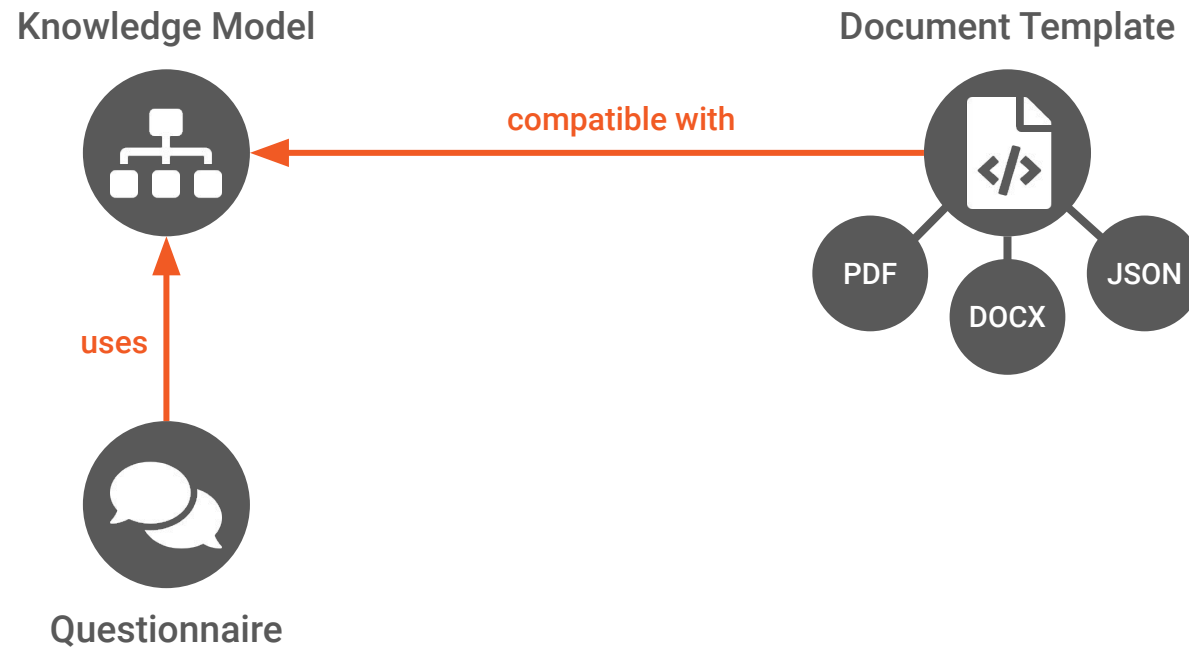 Knowledge Model
Document Template
compatible with
</>
PDF
DOCX
JSON
uses
Questionnaire